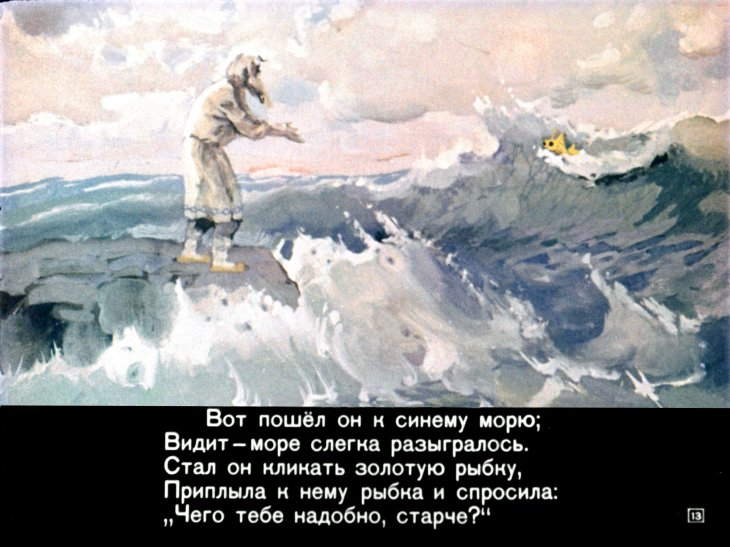 Вот пошёл он к синему морю;
Видит – море слегка разыгралось.
Стал он кликать золотую рыбку,
Приплыла к нему рыбка и спросила:
„Чего тебе надобно, старче?“
13